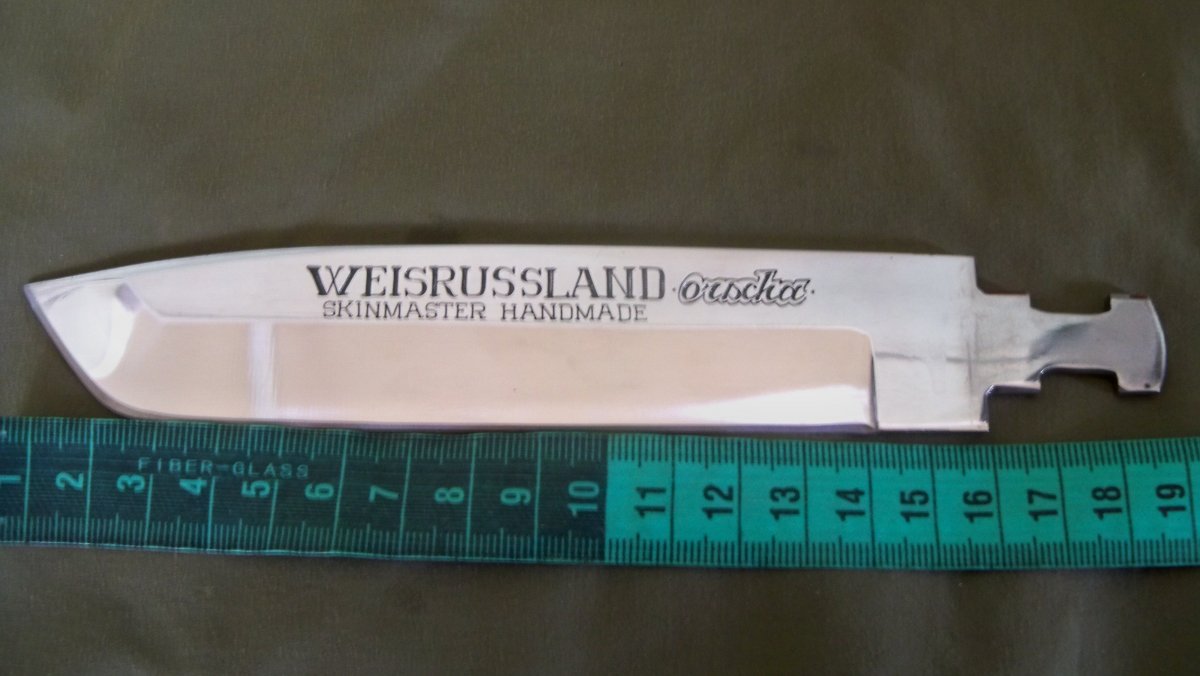 WEISRUSSLAND · orscha ·
SKINMASTER HANDMADE
FIBER-GLASS
1 2 3 4 5 6 7 8 9 10 11 12 13 14 15 16 17 18 19